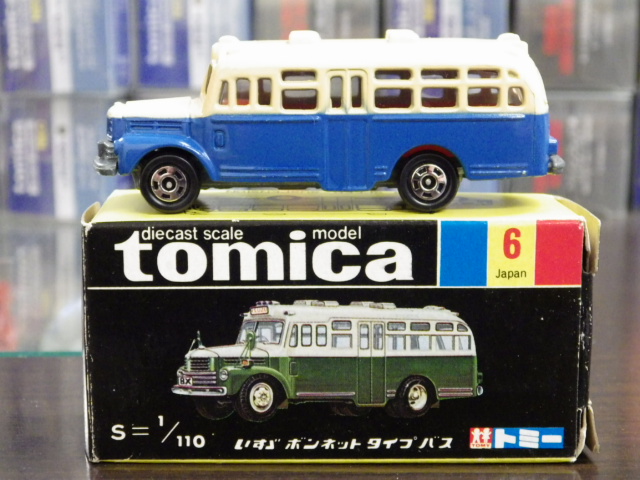 diecast scale model
tomica
6
Japan
S=1/110
いすゞ ボンネットタイプバス
TOMY トミー